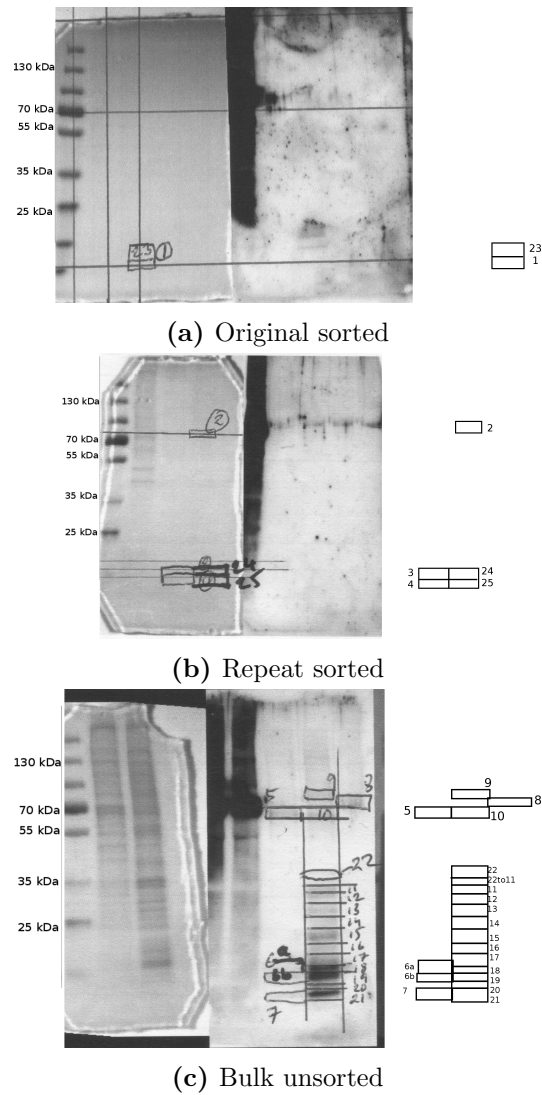 130 kDa
70 kDa
55 kDa
35 kDa
25 kDa
23 1
23
1
(a) Original sorted
130 kDa
70 kDa
55 kDa
35 kDa
25 kDa
2
24
25
2
3 24
4 25
(b) Repeat sorted
130 kDa
70 kDa
55 kDa
35 kDa
25 kDa
5 9 8
10
22
11
12
13
14
15
16
17
18
19
20
21
a
6b
7
9
8
5 10
22
22to11
11
12
13
14
15
16
17
6a 18
6b 19
7 20
21
(c) Bulk unsorted